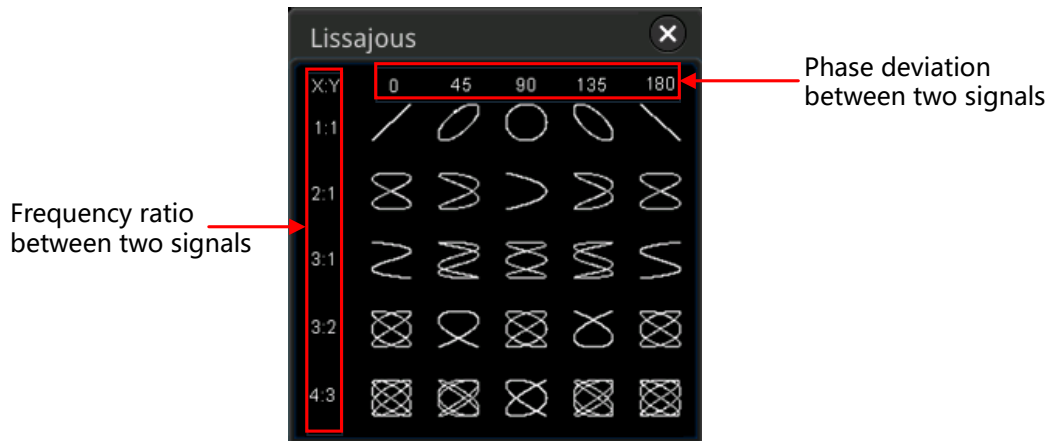 Lissajous
X:Y 0 45 90 135 180
Phase deviation
between two signals
1:1
2:1
Frequency ratio
between two signals
3:1
3:2
4:3